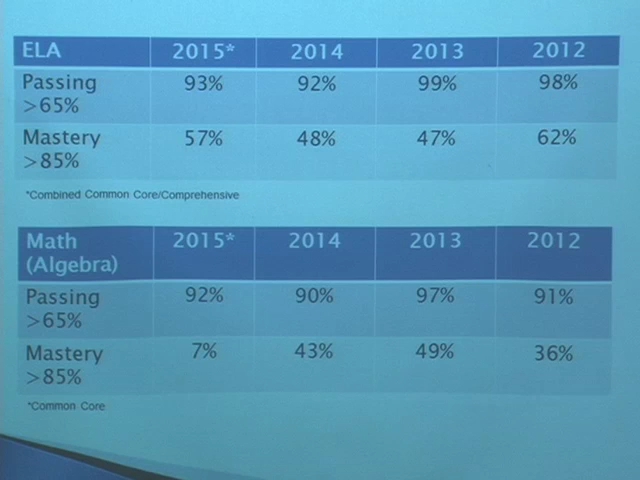 ELA 2015* 2014 2013 2012
Passing 93% 92% 99% 98%
>65%
Mastery 57% 48% 47% 62%
>85%
*Combined Common Core/Comprehensive
Math 2015* 2014 2013 2012
(Algebra)
Passing 92% 90% 97% 91%
>65%
Mastery 7% 43% 49% 36%
>85%
*Common Core